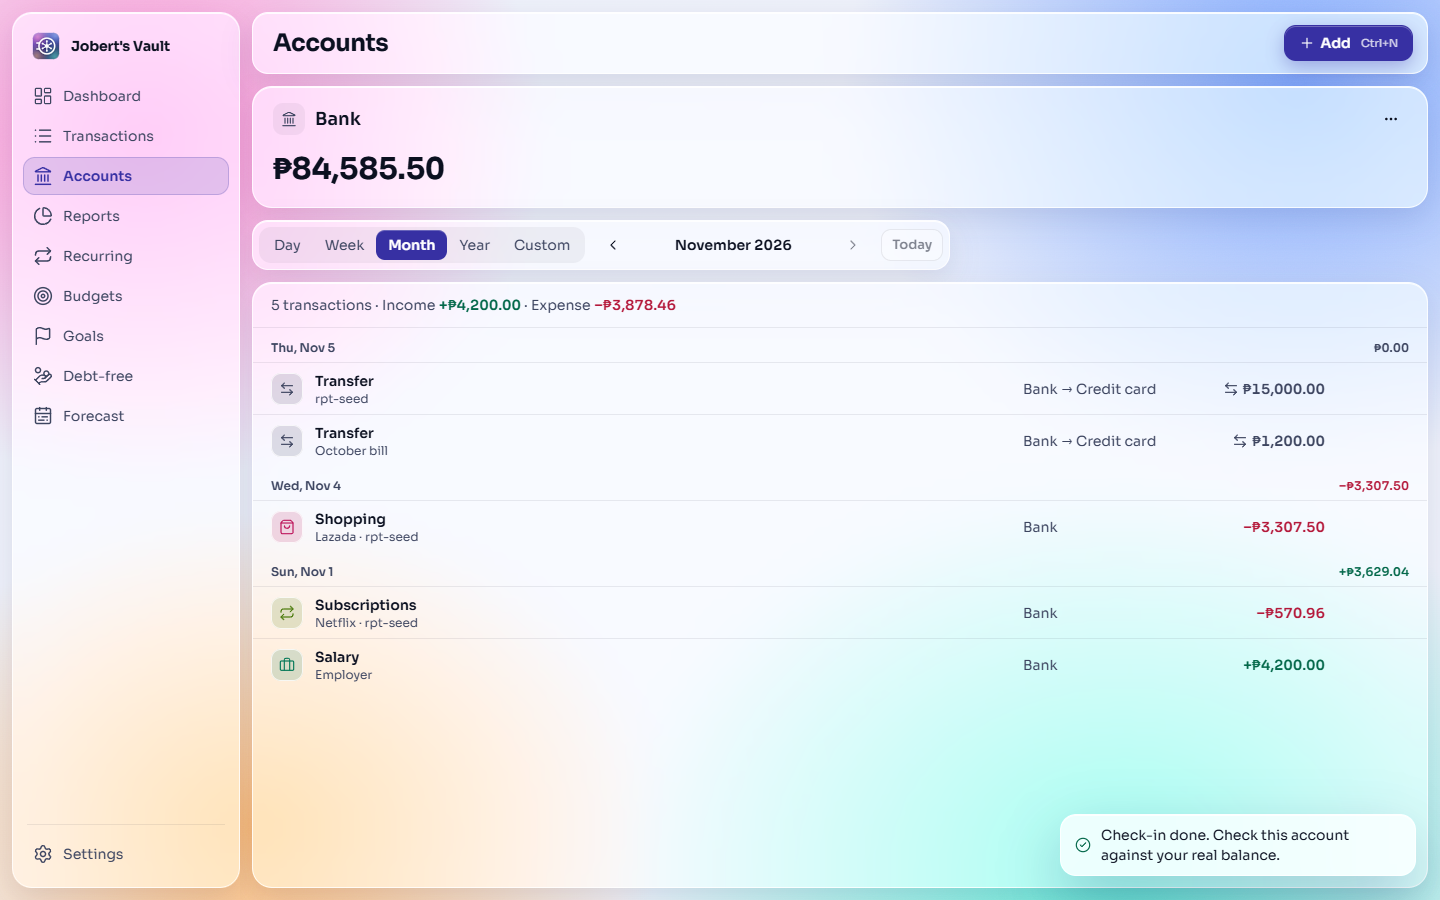 Jobert's Vault
Dashboard
Transactions
Accounts
Reports
Recurring
Budgets
Goals
Debt-free
Forecast
Settings
Accounts
+ Add Ctrl+N
Bank
₱84,585.50
Day Week Month Year Custom
November 2026
Today
5 transactions · Income +₱4,200.00 · Expense −₱3,878.46
Thu, Nov 5 ₱0.00
Transfer
rpt-seed
Bank → Credit card ₱15,000.00
Transfer
October bill
Bank → Credit card ₱1,200.00
Wed, Nov 4 −₱3,307.50
Shopping
Lazada · rpt-seed
Bank −₱3,307.50
Sun, Nov 1 +₱3,629.04
Subscriptions
Netflix · rpt-seed
Bank −₱570.96
Salary
Employer
Bank +₱4,200.00
Check-in done. Check this account
against your real balance.